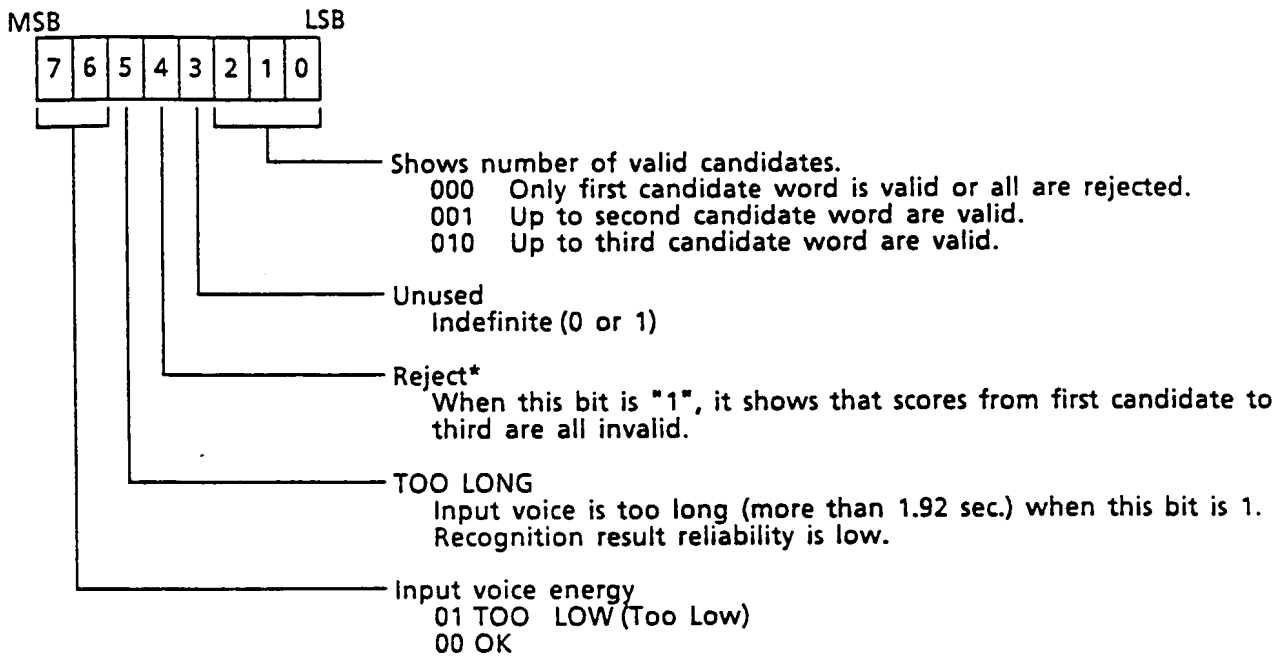 MSB LSB
7 6 5 4 3 2 1 0
Shows number of valid candidates.
000 Only first candidate word is valid or all are rejected.
001 Up to second candidate word are valid.
010 Up to third candidate word are valid.
Unused
Indefinite (0 or 1)
Reject*
When this bit is "1", it shows that scores from first candidate to
third are all invalid.
TOO LONG
Input voice is too long (more than 1.92 sec.) when this bit is 1.
Recognition result reliability is low.
Input voice energy
01 TOO LOW (Too Low)
00 OK